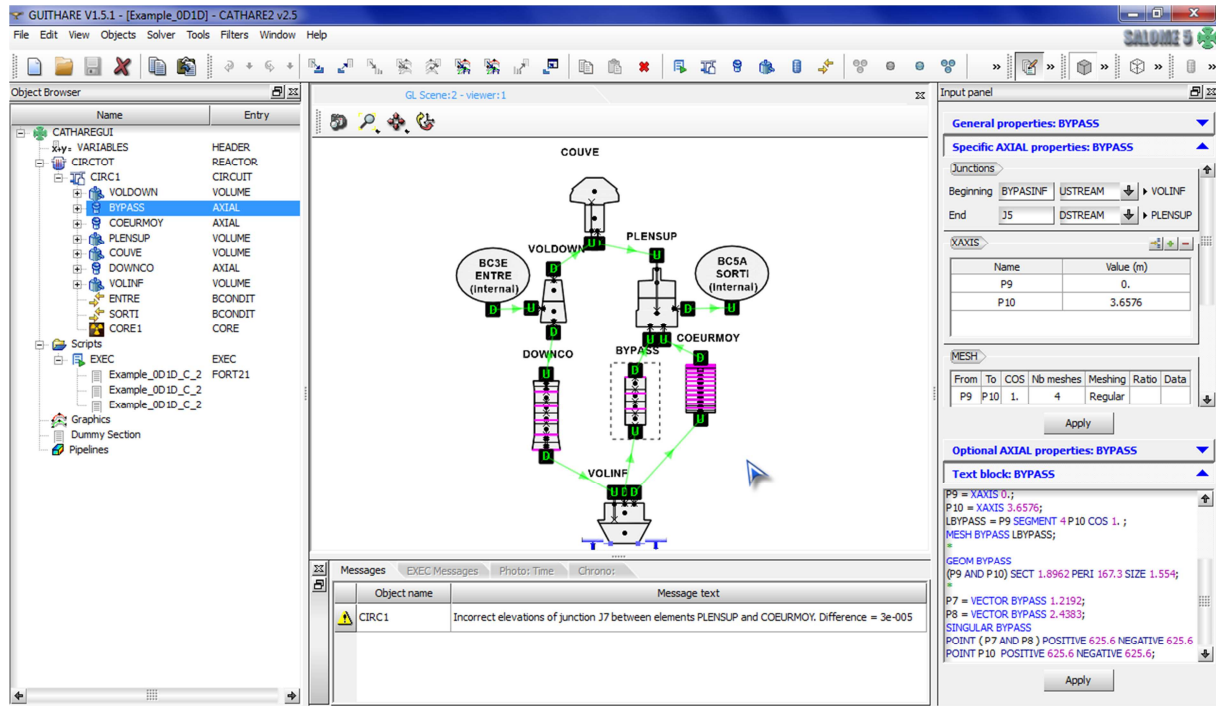 GUITHARE V1.5.1 - [Example_0D1D] - CATHARE2 v2.5
File Edit View Objects Solver Tools Filters Window Help
SALOME 5
Object Browser
Name Entry
CATHAREGUI
x+y= VARIABLES HEADER
CIRCTOT REACTOR
CIRC1 CIRCUIT
VOLDOWN VOLUME
BYPASS AXIAL
COEURMOY AXIAL
PLENSUP VOLUME
COUVE VOLUME
DOWNCO AXIAL
VOLINF VOLUME
ENTRE BCONDIT
SORTI BCONDIT
CORE1 CORE
Scripts
EXEC EXEC
Example_0D1D_C_2 FORT21
Example_0D1D_C_2
Example_0D1D_C_2
Graphics
Dummy Section
Pipelines
GL Scene:2 - viewer:1
COUVE
U D
VOLDOWN
PLENSUP
D
U
BC3E
ENTRE
(internal)
BC5A
SORTI
(internal)
D U
D U
D
U U
DOWNCO
BYPASS
COEURMOY
U
D
D
U
U
D
VOLINF
U D D
Messages EXEC Messages Photo: Time Chrono:
Object name Message text
CIRC1 Incorrect elevations of junction J7 between elements PLENSUP and COEURMOY. Difference = 3e-005
Input panel
General properties: BYPASS
Specific AXIAL properties: BYPASS
Junctions
Beginning BYPASINF USTREAM VOLINF
End J5 DSTREAM PLENSUP
XAXIS
Name Value (m)
P9 0.
P10 3.6576
MESH
From To COS Nb meshes Meshing Ratio Data
P9 P10 1. 4 Regular
Apply
Optional AXIAL properties: BYPASS
Text block: BYPASS
P9 = XAXIS 0.;
P10 = XAXIS 3.6576;
LBYPASS = P9 SEGMENT 4 P10 COS 1. ;
MESH BYPASS LBYPASS;
*
GEOM BYPASS
(P9 AND P10) SECT 1.8962 PERI 167.3 SIZE 1.554;
*
P7 = VECTOR BYPASS 1.2192;
P8 = VECTOR BYPASS 2.4383;
SINGULAR BYPASS
POINT ( P7 AND P8 ) POSITIVE 625.6 NEGATIVE 625.6
POINT P10 POSITIVE 625.6 NEGATIVE 625.6;
Apply